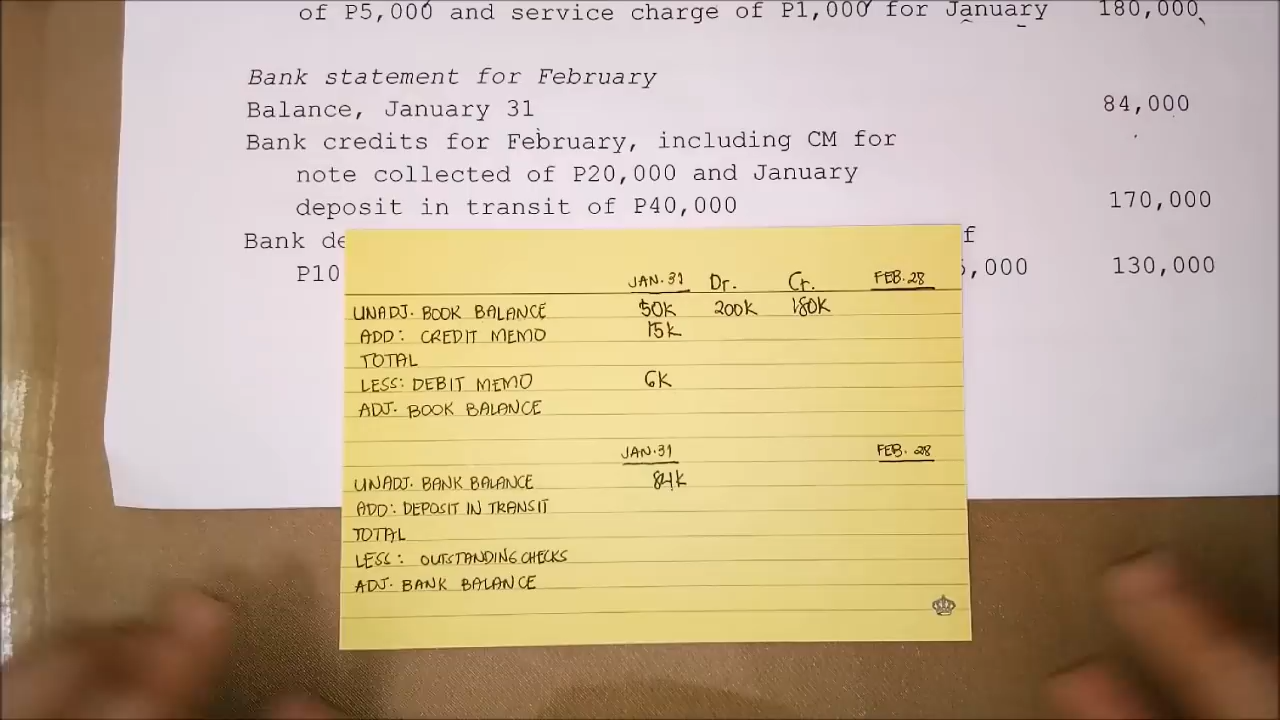 of P5,000 and service charge of P1,000 for January 180,000
Bank statement for February
Balance, January 31 84,000
Bank credits for February, including CM for
note collected of P20,000 and January
deposit in transit of P40,000 170,000
Bank
P10 ,000 130,000
JAN. 31 Dr. Cr. FEB. 28
UNADJ. BOOK BALANCE 50K 200K 180K
ADD: CREDIT MEMO 15K
TOTAL
LESS: DEBIT MEMO 6K
ADJ. BOOK BALANCE
JAN. 31 FEB. 28
UNADJ. BANK BALANCE 84K
ADD: DEPOSIT IN TRANSIT
TOTAL
LESS: OUTSTANDING CHECKS
ADJ. BANK BALANCE